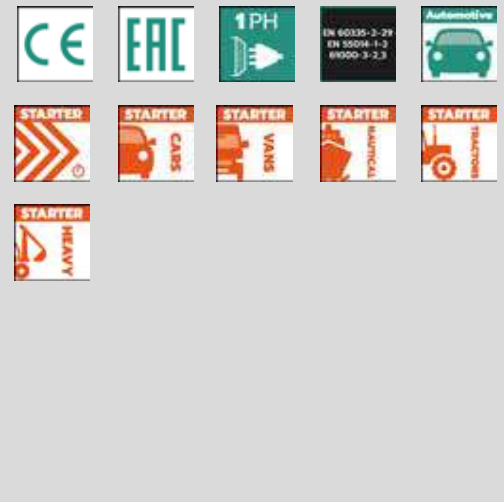 CE
EAC
1PH
EN 60335-2-29
EN 55014-1-2
61000-3-2,3
Automotive
STARTER
STARTER
CARS
STARTER
VANS
STARTER
NAUTICAL
STARTER
TRACTORS
STARTER
HEAVY